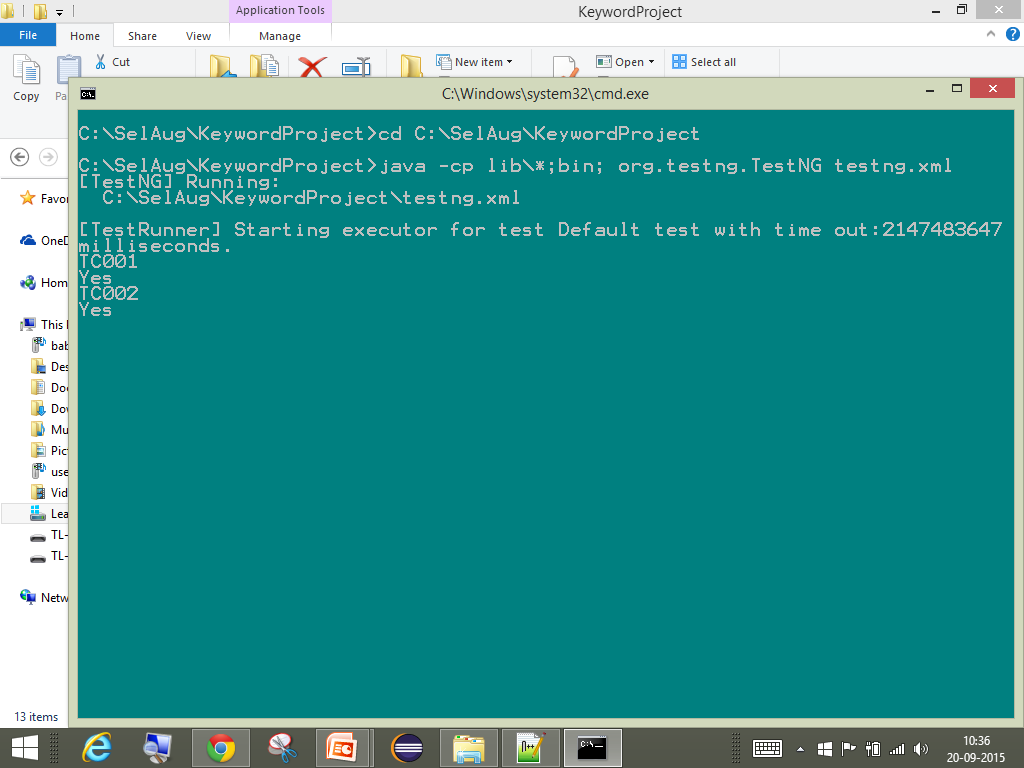 Application Tools
KeywordProject
File
Home
Share
View
Manage
Copy
Cut
New item
Open
Select all
C:\Windows\system32\cmd.exe
C:\SelAug\KeywordProject>cd C:\SelAug\KeywordProject
C:\SelAug\KeywordProject>java -cp lib\*;bin; org.testng.TestNG testng.xml
[TestNG] Running:
C:\SelAug\KeywordProject\testng.xml
[TestRunner] Starting executor for test Default test with time out:2147483647
milliseconds.
TC001
Yes
TC002
Yes
Pa
Favor
OneD
Hom
This
bab
Des
Doc
Dov
Mu
Pict
use
Vid
Lea
TL-
TL-
Netw
13 items
10:36
20-09-2015